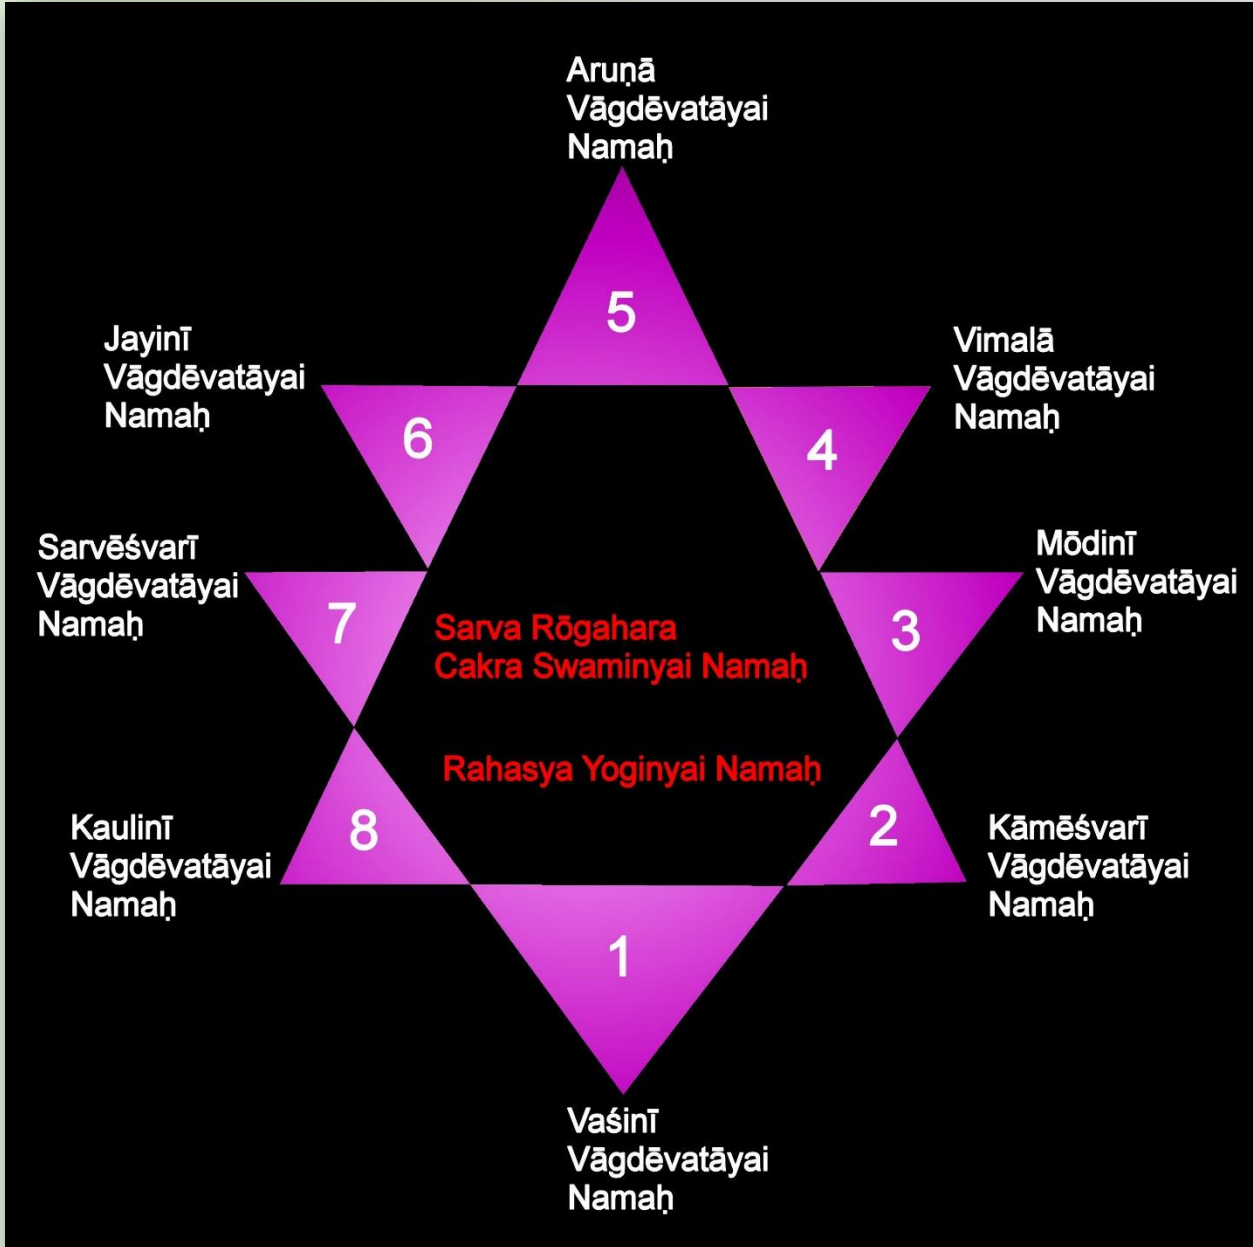 Aruṇā
Vāgdēvatāyai
Namaḥ
5
Jayinī
Vāgdēvatāyai
Namaḥ
6
Vimalā
Vāgdēvatāyai
Namaḥ
4
Sarvēśvarī
Vāgdēvatāyai
Namaḥ
7
Mōdinī
Vāgdēvatāyai
Namaḥ
3
Sarva Rōgahara
Cakra Swaminyai Namaḥ
Rahasya Yoginyai Namaḥ
Kaulinī
Vāgdēvatāyai
Namaḥ
8
2
Kāmēśvarī
Vāgdēvatāyai
Namaḥ
1
Vaśinī
Vāgdēvatāyai
Namaḥ